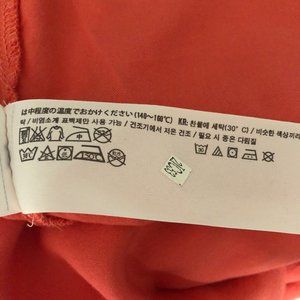 は中程度の温度でおかけください (140～160℃) KR: 찬물에 세탁(30° C) / 비슷한 색상끼리
탁 / 비염소계 표백제만 사용 가능 / 건조기에서 저온 건조 / 필요 시 중온 다림질